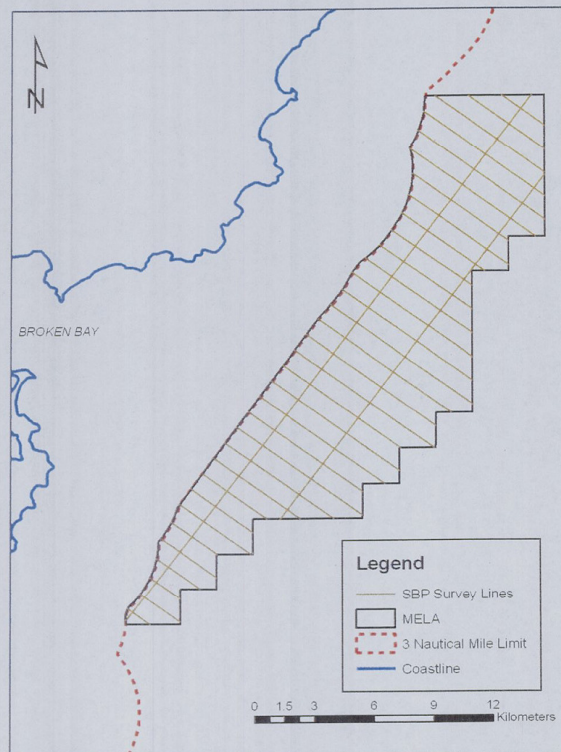 N
BROKEN BAY
Legend
SBP Survey Lines
MELA
3 Nautical Mile Limit
Coastline
0 1.5 3 6 9 12
Kilometers